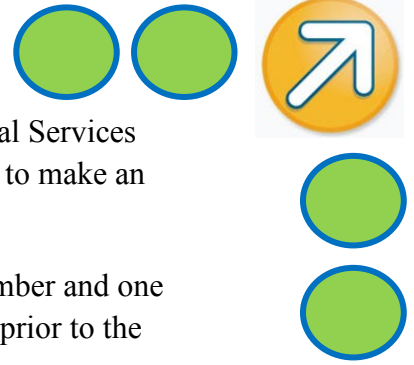 al Services
to make an
mber and one
prior to the